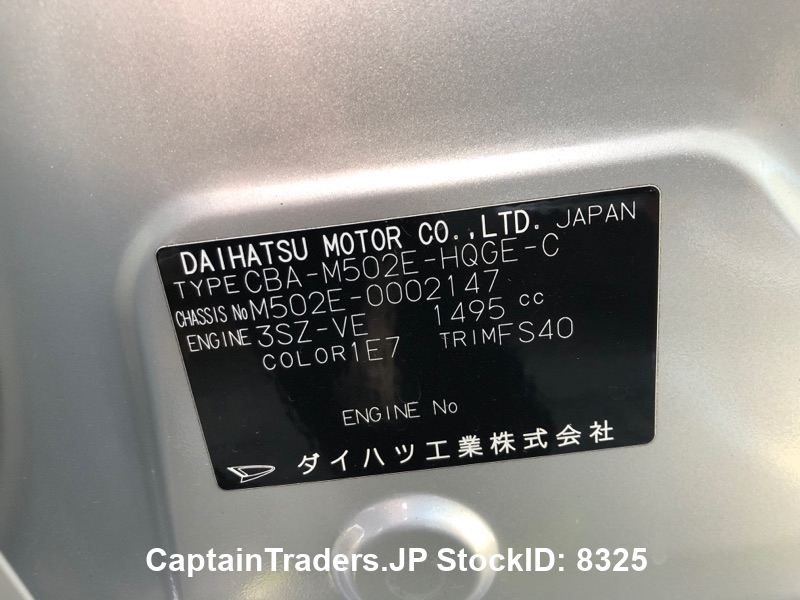 DAIHATSU MOTOR CO.,LTD. JAPAN
TYPE CBA-M502E-HQGE-C
CHASSIS No M502E-0002147
ENGINE 3SZ-VE 1495 cc
COLOR 1E7 TRIM FS40
ENGINE No
ダイハツ工業株式会社
CaptainTraders.JP StockID: 8325